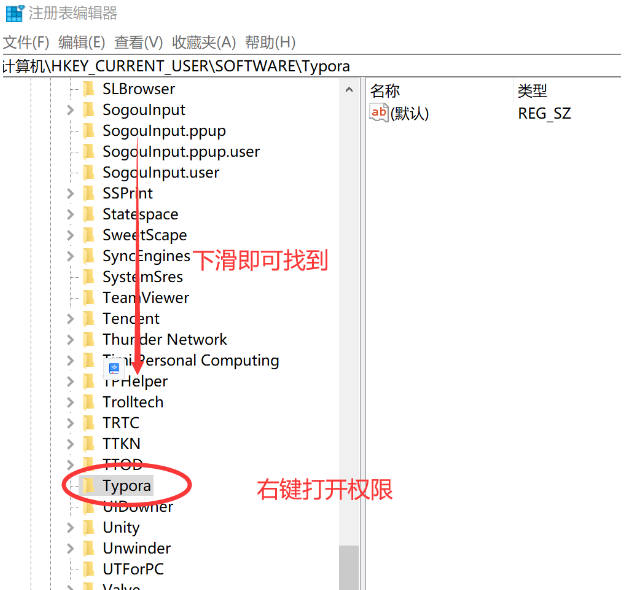 注册表编辑器
文件(F) 编辑(E) 查看(V) 收藏夹(A) 帮助(H)
计算机\HKEY_CURRENT_USER\SOFTWARE\Typora
名称 类型
ab (默认) REG_SZ
SLBrowser
SogouInput
SogouInput.ppup
SogouInput.ppup.user
SogouInput.user
SSPrint
Statespace
SweetScape
SyncEngines
下滑即可找到
SystemSres
TeamViewer
Tencent
Thunder Network
Timi Personal Computing
TPHelper
Trolltech
TRTC
TTKN
TTOD
Typora
右键打开权限
UIDowner
Unity
Unwinder
UTForPC
Valve